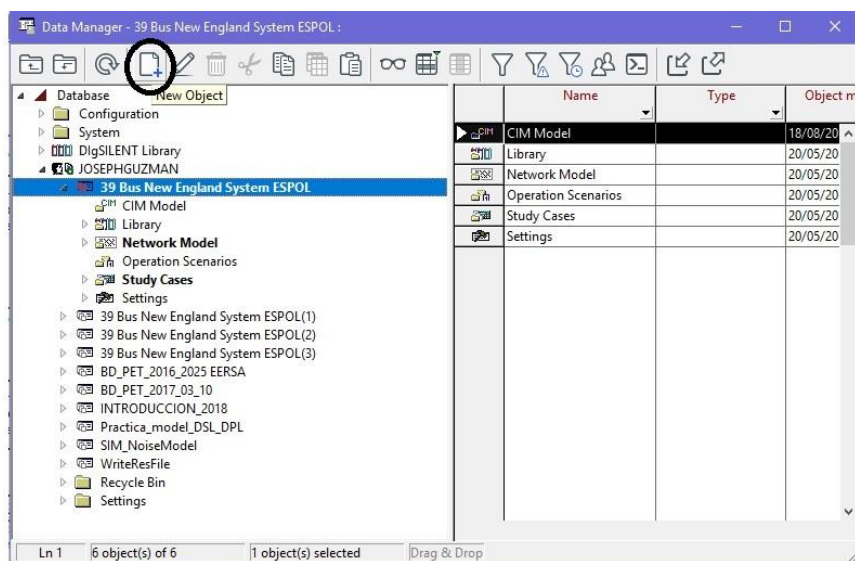 Data Manager - 39 Bus New England System ESPOL :
New Object
Database
Configuration
System
DIgSILENT Library
JOSEPHGUZMAN
39 Bus New England System ESPOL
CIM Model
Library
Network Model
Operation Scenarios
Study Cases
Settings
39 Bus New England System ESPOL(1)
39 Bus New England System ESPOL(2)
39 Bus New England System ESPOL(3)
BD_PET_2016_2025 EERSA
BD_PET_2017_03_10
INTRODUCCION_2018
Practica_model_DSL_DPL
SIM_NoiseModel
WriteResFile
Recycle Bin
Settings
Name Type Object m
CIM CIM Model 18/08/20
Library 20/05/20
Network Model 20/05/20
Operation Scenarios 20/05/20
Study Cases 20/05/20
Settings 20/05/20
Ln 1 6 object(s) of 6 1 object(s) selected Drag & Drop